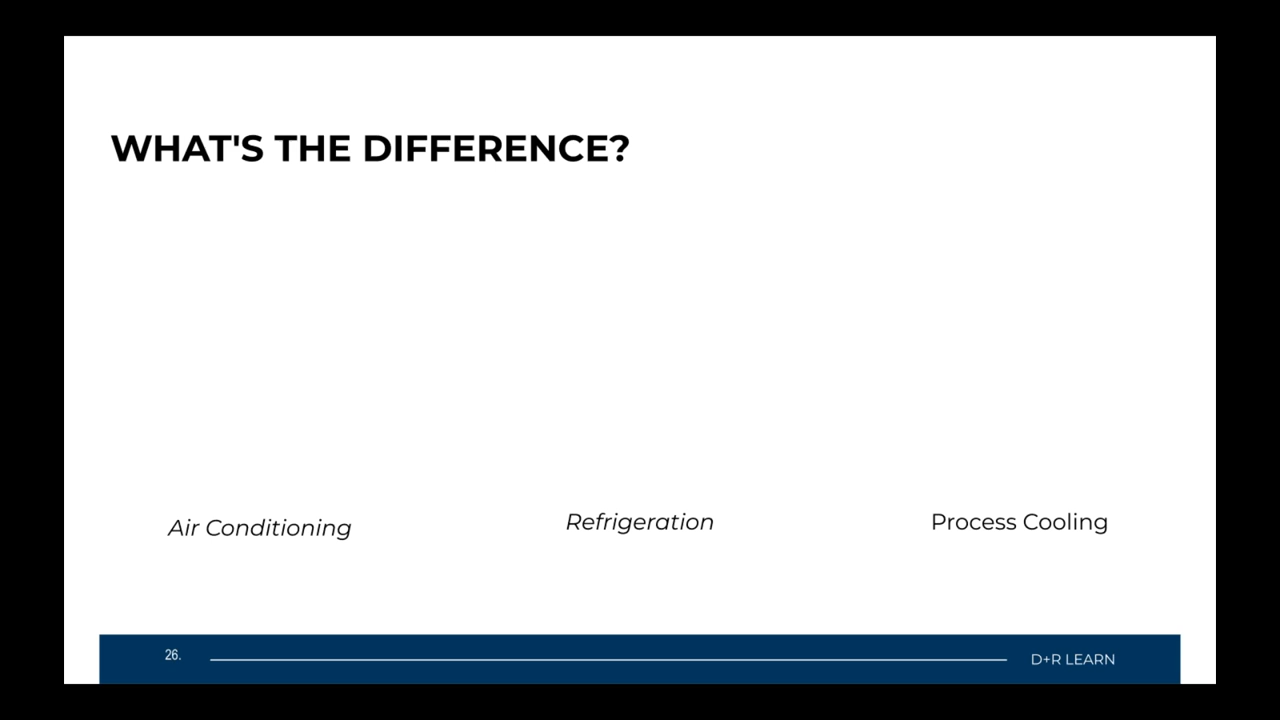 WHAT'S THE DIFFERENCE?
Air Conditioning
Refrigeration
Process Cooling
26.
D+R LEARN